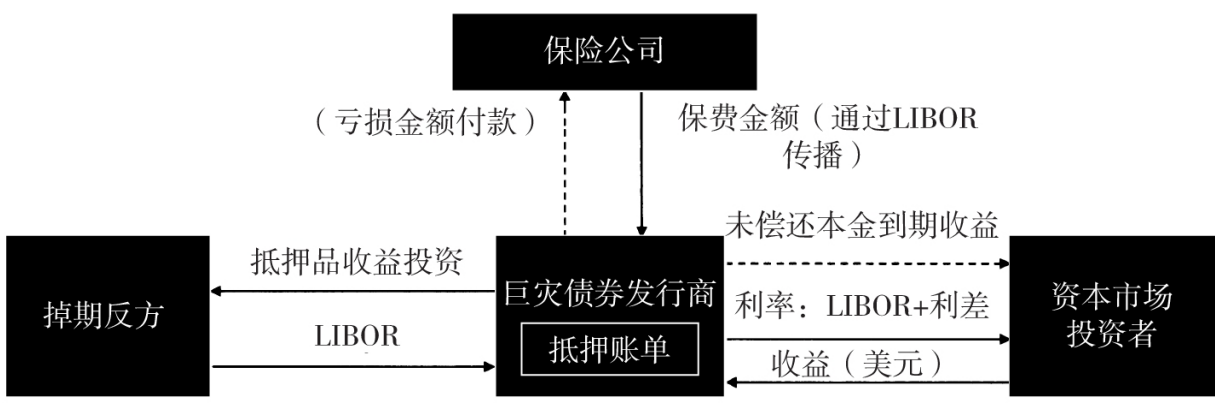 保险公司
（亏损金额付款）
保费金额（通过LIBOR
传播）
未偿还本金到期收益
抵押品收益投资
掉期反方
巨灾债券发行商
利率：LIBOR+利差
资本市场
投资者
LIBOR
抵押账单
收益（美元）